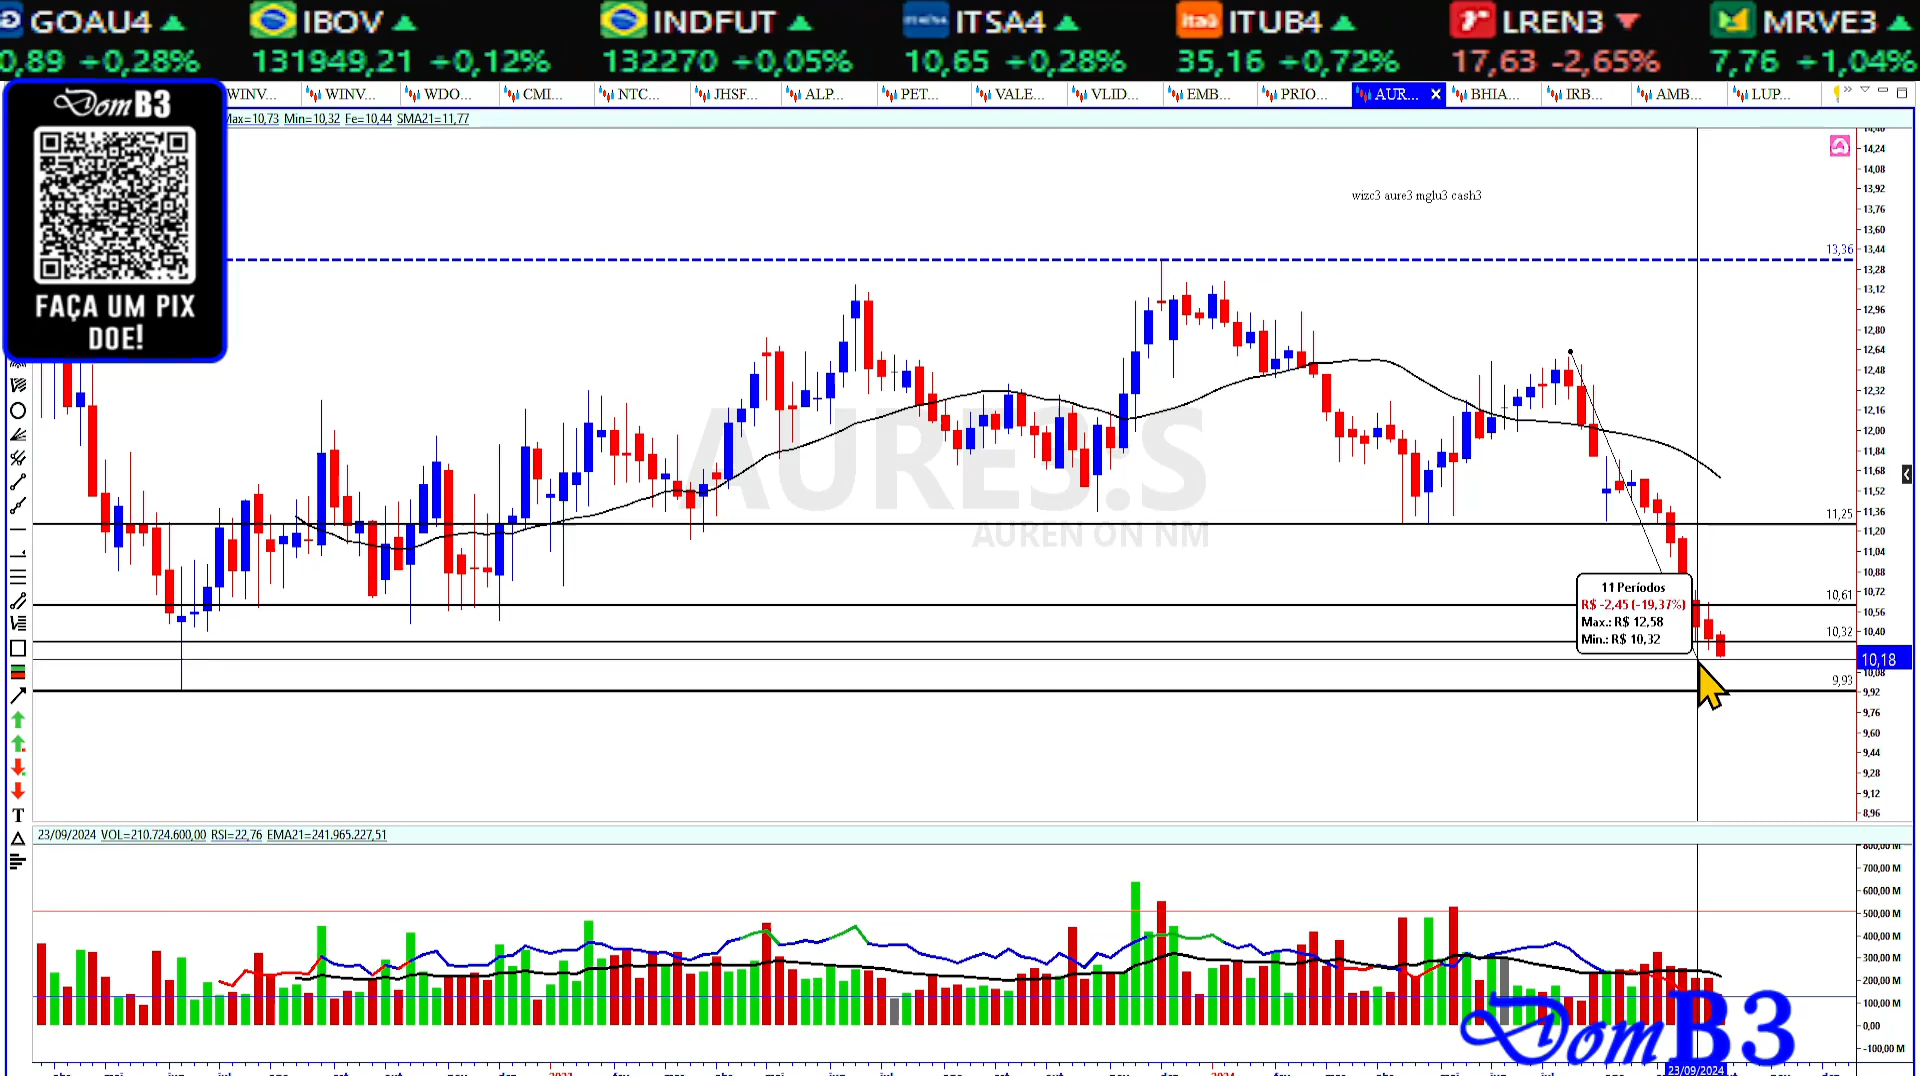 GOAU4 IBOV INDFUT ITSA4 ITUB4 LREN3 MRVE3
0,89 +0,28% 131949,21 +0,12% 132270 +0,05% 10,65 +0,28% 35,16 +0,72% 17,63 -2,65% 7,76 +1,04%
DomB3
FAÇA UM PIX
DOE!
WINV... WINV... WDO... CMI... NTC... JHSF... ALP... PET... VALE... VLID... EMB... PRIO... AUR... BHIA... IRB... AMB... LUP...
Max=10,73 Min=10,32 Fe=10,44 SMA21=11,77
wizc3 aure3 mglu3 cash3
AURE3:S
AUREN ON NM
13,36
11,25
10,61
10,32
9,93
11 Períodos
R$ -2,45 (-19,37%)
Max.: R$ 12,58
Min.: R$ 10,32
14,40
14,24
14,08
13,92
13,76
13,60
13,44
13,28
13,12
12,96
12,80
12,64
12,48
12,32
12,16
12,00
11,84
11,68
11,52
11,36
11,20
11,04
10,88
10,72
10,56
10,40
10,18
10,08
9,92
9,76
9,60
9,44
9,28
9,12
8,96
23/09/2024 VOL=210.724.600,00 RSI=22,76 EMA21=241.965.227,51
800,00 M
700,00 M
600,00 M
500,00 M
400,00 M
300,00 M
200,00 M
100,00 M
0,00
-100,00 M
DomB3
23/09/2024